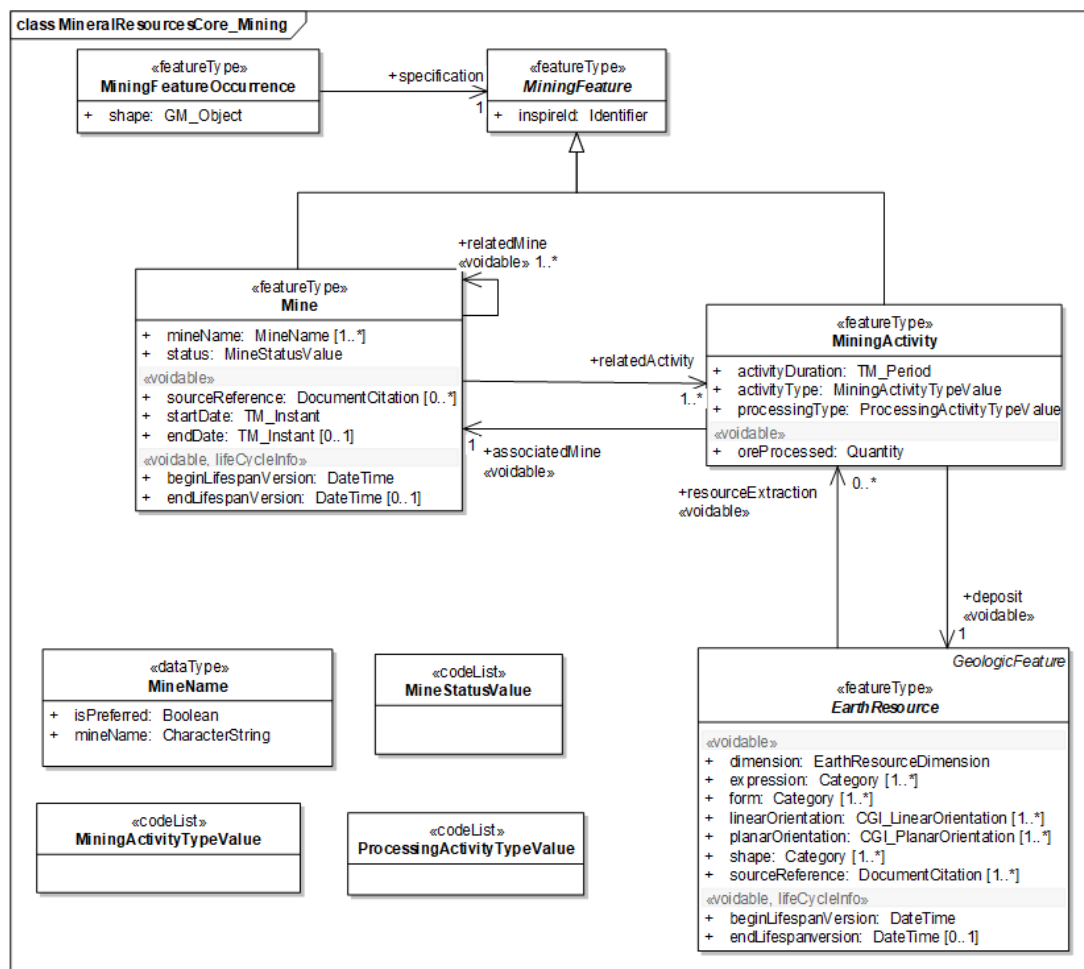 class MineralResourcesCore_Mining
«featureType»
MiningFeatureOccurrence
+ shape: GM_Object
+specification
1
«featureType»
MiningFeature
+ inspireId: Identifier
+relatedMine
«voidable» 1..*
«featureType»
Mine
+ mineName: MineName [1..*]
+ status: MineStatusValue
«voidable»
+ sourceReference: DocumentCitation [0..*]
+ startDate: TM_Instant
+ endDate: TM_Instant [0..1]
«voidable, lifeCycleInfo»
+ beginLifespanVersion: DateTime
+ endLifespanVersion: DateTime [0..1]
+relatedActivity
1..*
1
+associatedMine
«voidable»
«featureType»
MiningActivity
+ activityDuration: TM_Period
+ activityType: MiningActivityTypeValue
+ processingType: ProcessingActivityTypeValue
«voidable»
+ oreProcessed: Quantity
+resourceExtraction
«voidable»
0..*
+deposit
«voidable»
1
«dataType»
MineName
+ isPreferred: Boolean
+ mineName: CharacterString
«codeList»
MineStatusValue
«codeList»
MiningActivityTypeValue
«codeList»
ProcessingActivityTypeValue
GeologicFeature
«featureType»
EarthResource
«voidable»
+ dimension: EarthResourceDimension
+ expression: Category [1..*]
+ form: Category [1..*]
+ linearOrientation: CGI_LinearOrientation [1..*]
+ planarOrientation: CGI_PlanarOrientation [1..*]
+ shape: Category [1..*]
+ sourceReference: DocumentCitation [1..*]
«voidable, lifeCycleInfo»
+ beginLifespanVersion: DateTime
+ endLifespanversion: DateTime [0..1]